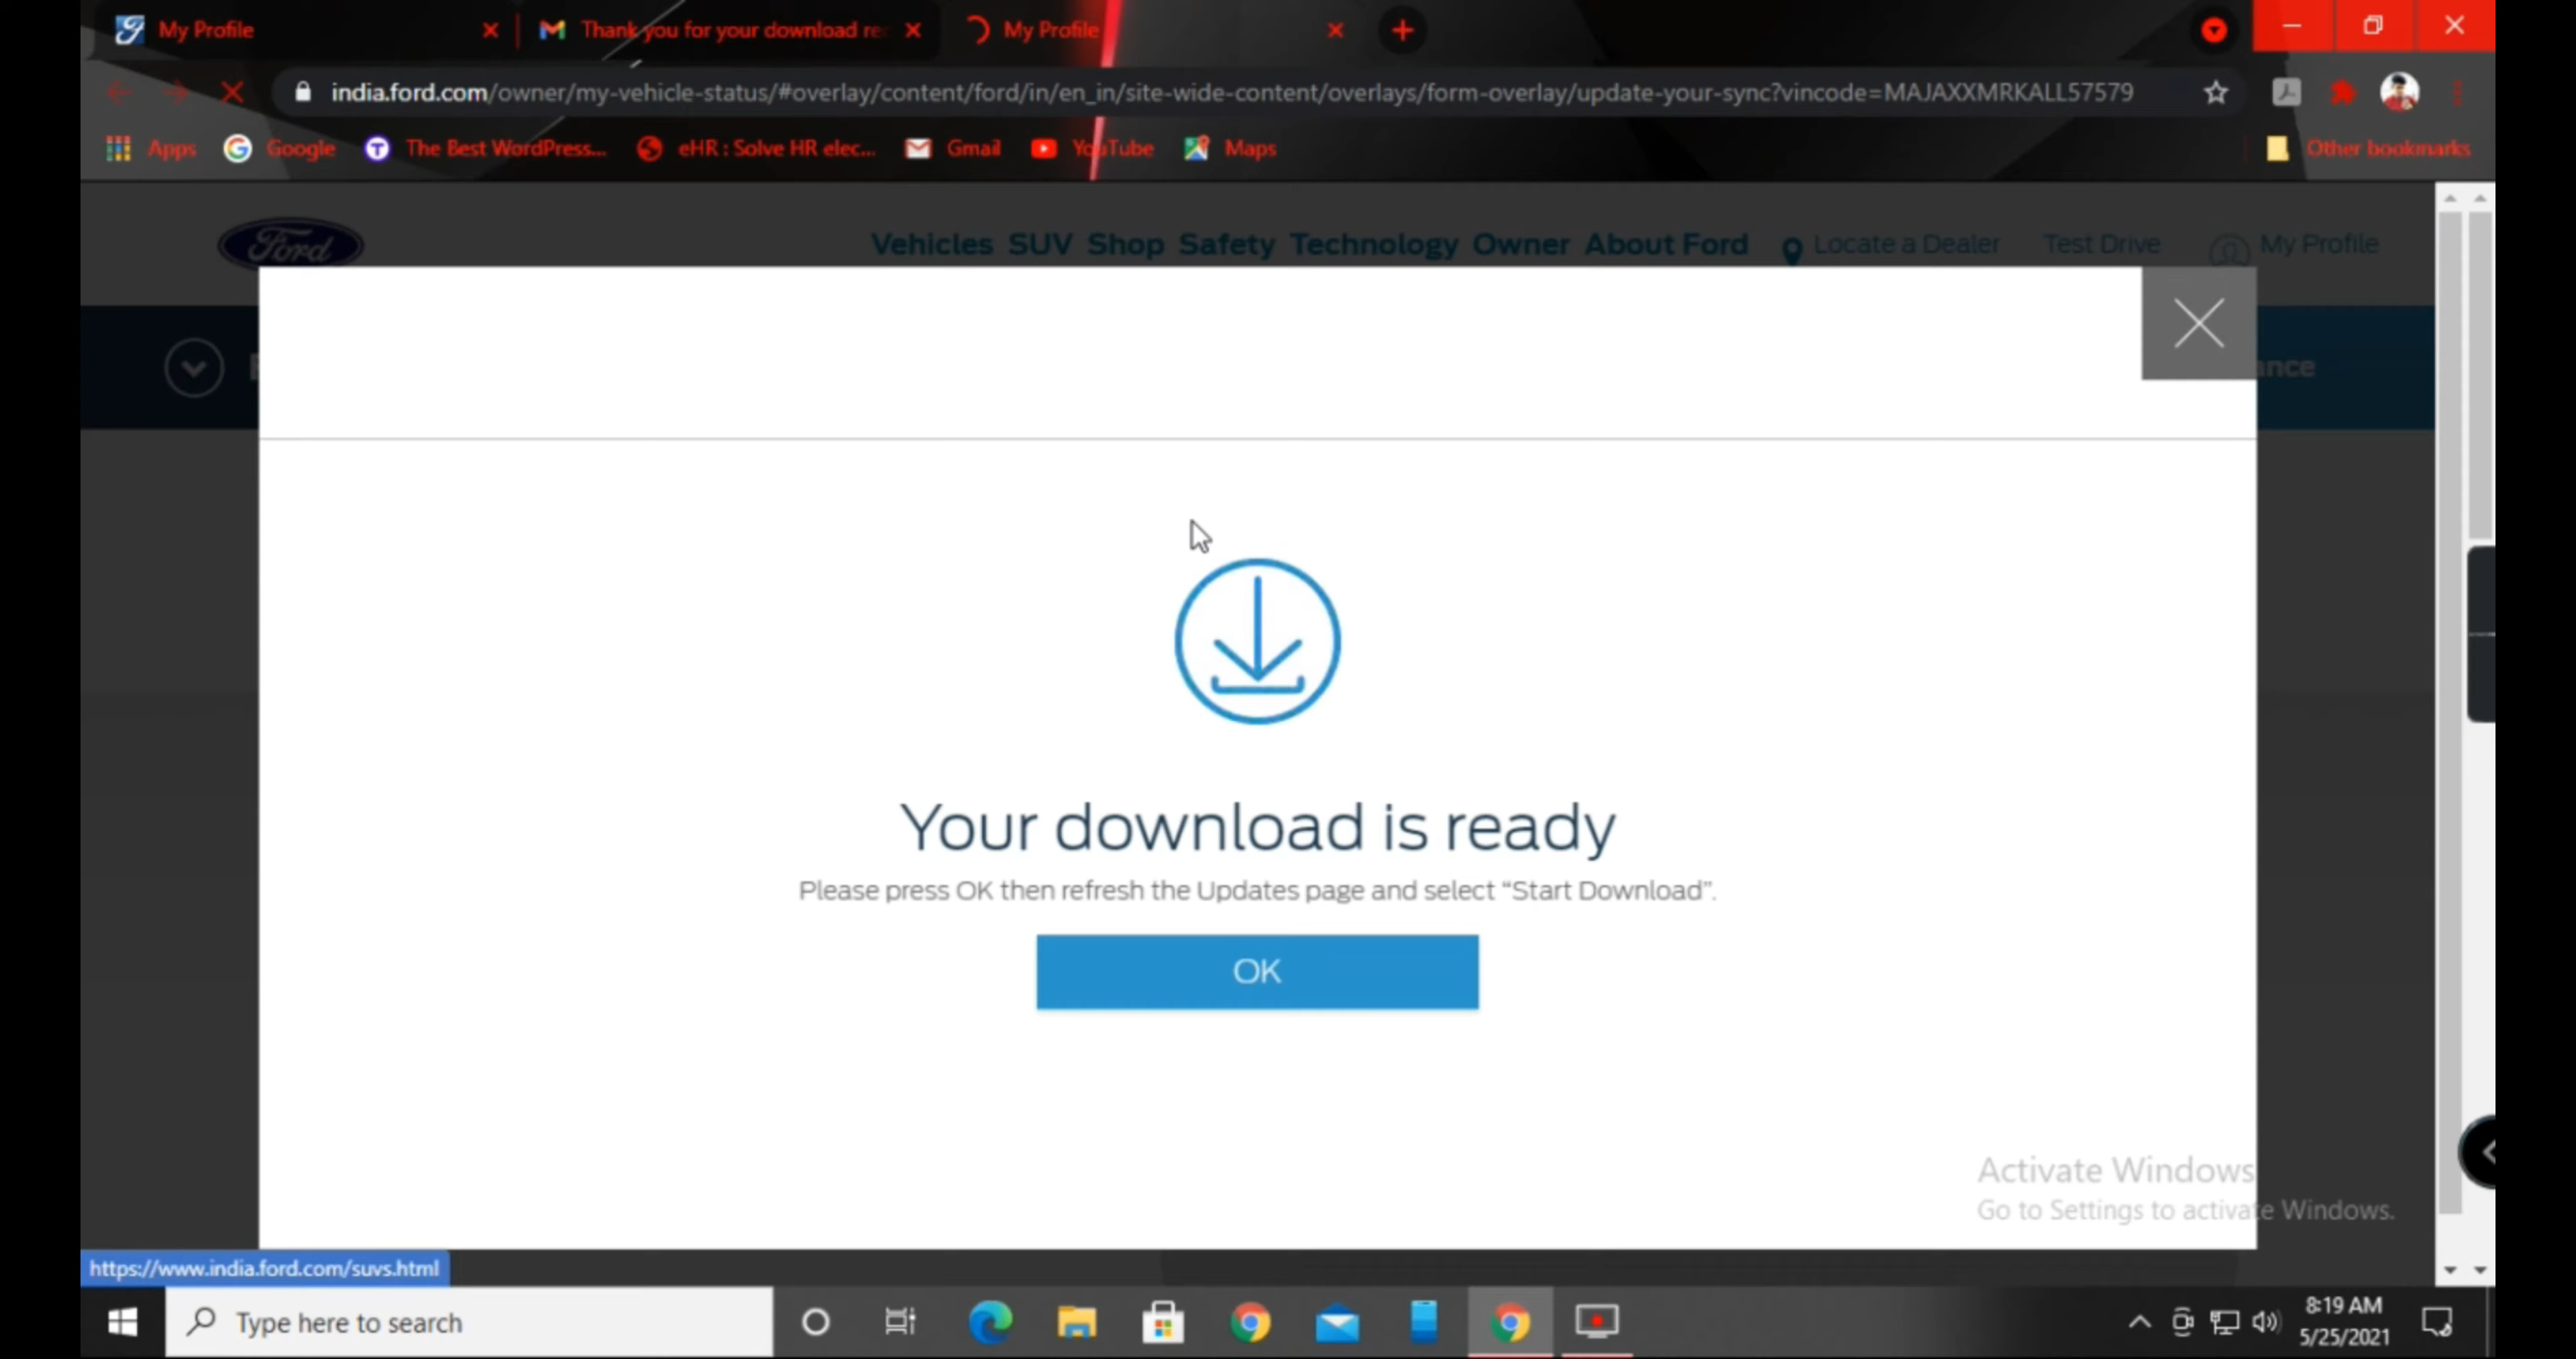 My Profile
Thank you for your download re
My Profile
india.ford.com/owner/my-vehicle-status/#overlay/content/ford/in/en_in/site-wide-content/overlays/form-overlay/update-your-sync?vincode=MAJAXXMRKALL57579
Apps Google The Best WordPress... eHR : Solve HR elec... Gmail YouTube Maps Other bookmarks
Ford Vehicles SUV Shop Safety Technology Owner About Ford Locate a Dealer Test Drive My Profile
ance
Your download is ready
Please press OK then refresh the Updates page and select “Start Download”.
OK
Activate Windows
Go to Settings to activate Windows.
https://www.india.ford.com/suvs.html
Type here to search
8:19 AM
5/25/2021